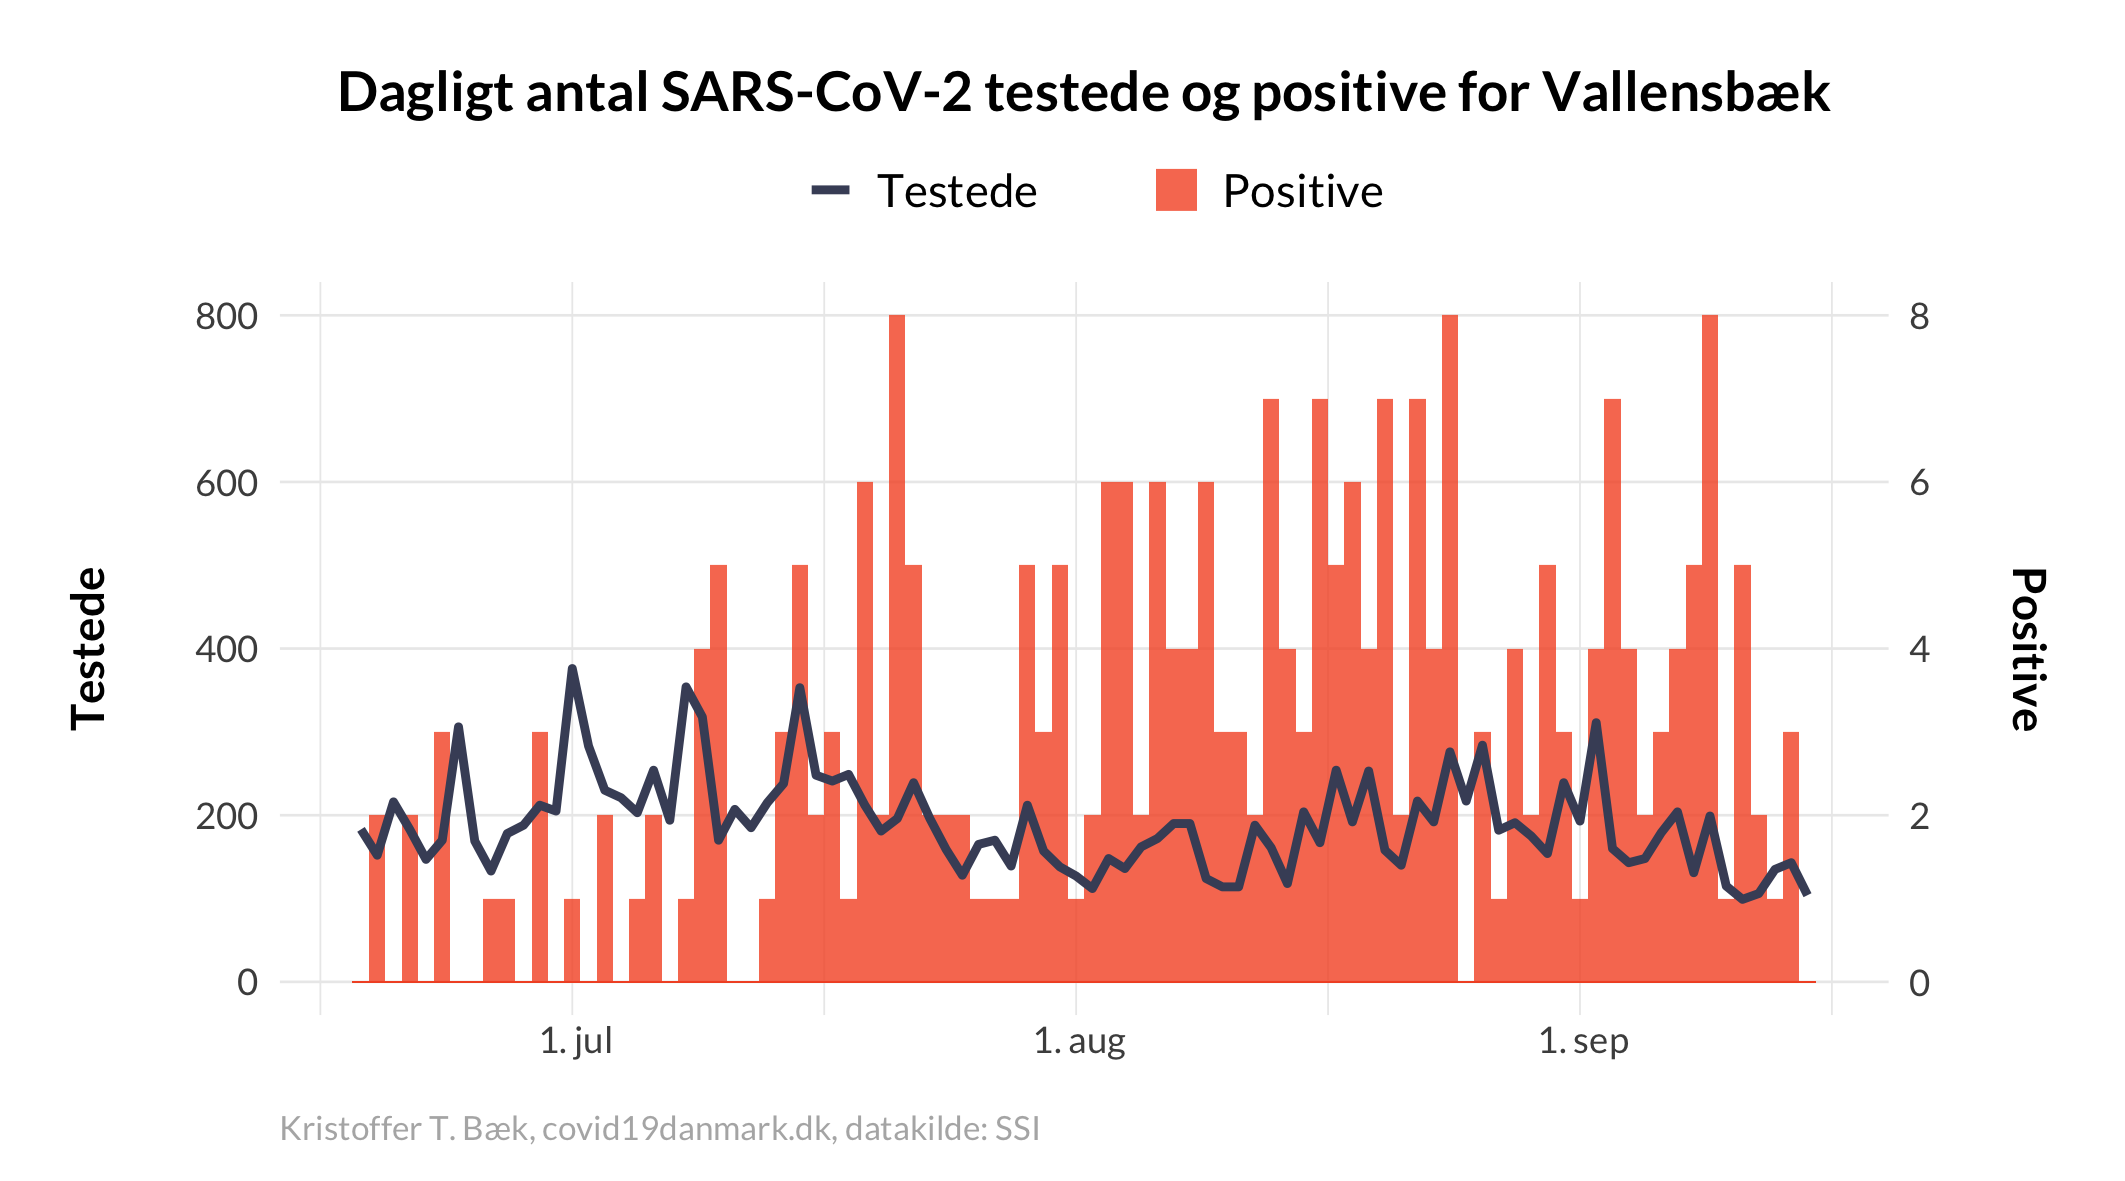 Dagligt antal SARS-CoV-2 testede og positive for Vallensbæk
Testede
Positive
800
600
400
200
0
Testede
8
6
4
2
0
Positive
1. jul
1. aug
1. sep
Kristoffer T. Bæk, covid19danmark.dk, datakilde: SSI